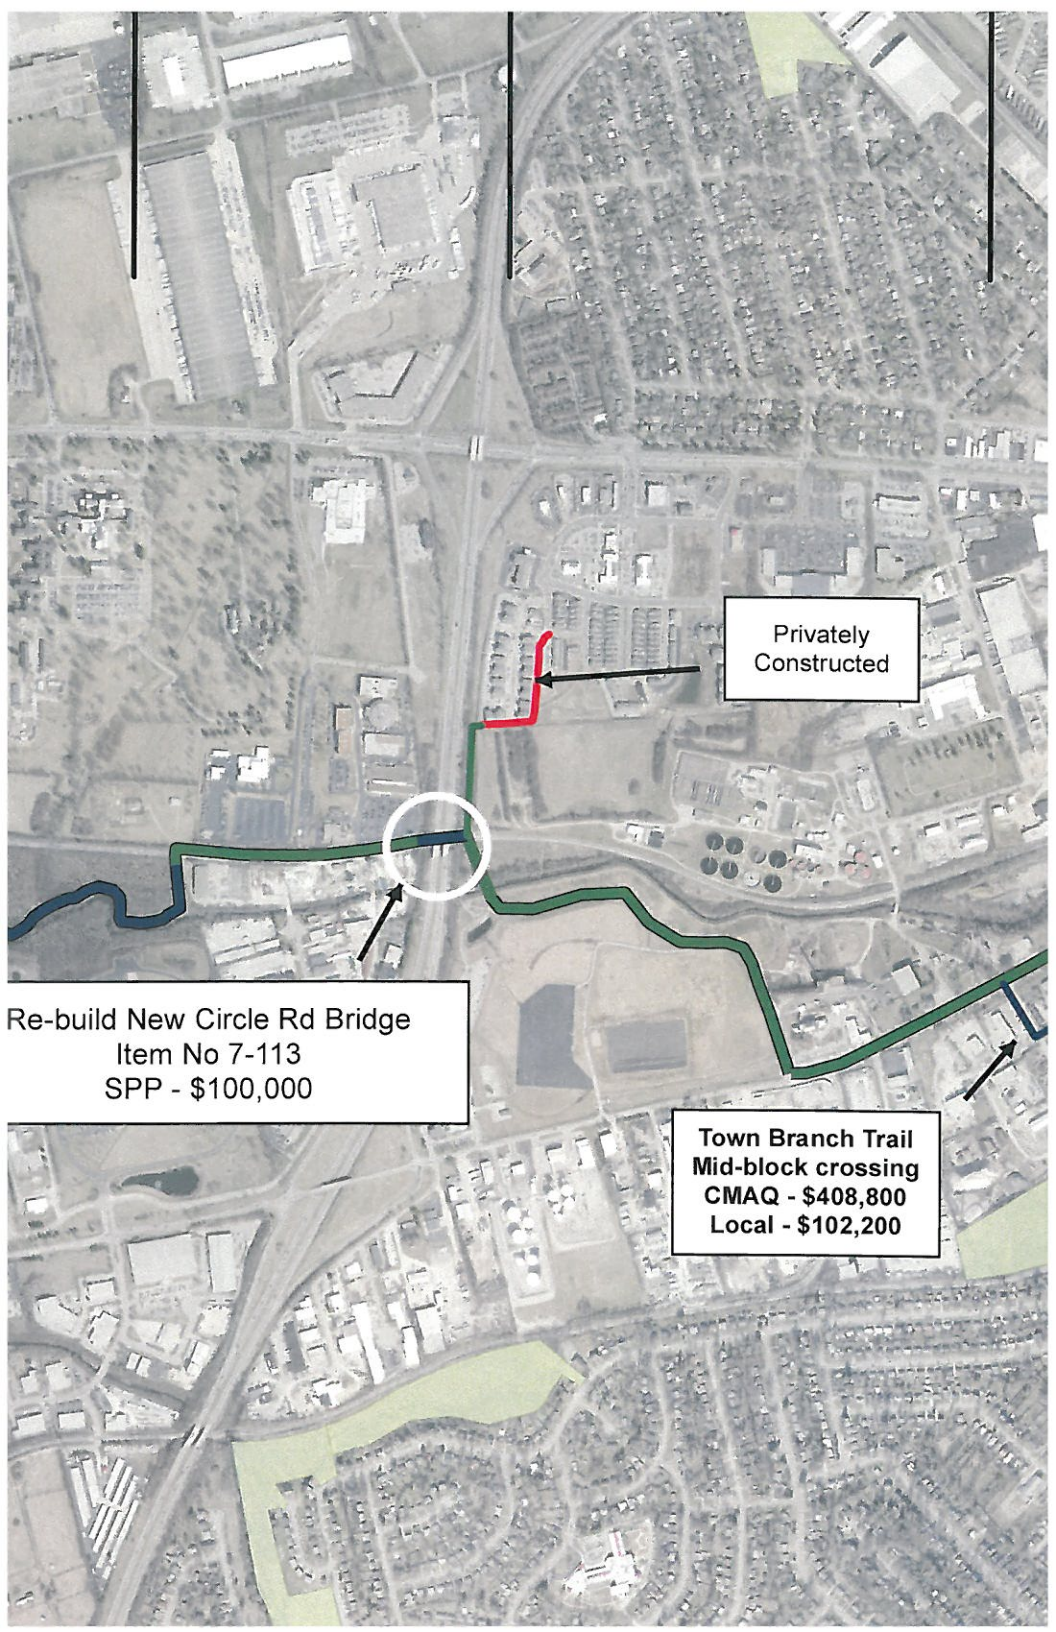 Privately
Constructed
Re-build New Circle Rd Bridge
Item No 7-113
SPP - $100,000
Town Branch Trail
Mid-block crossing
CMAQ - $408,800
Local - $102,200